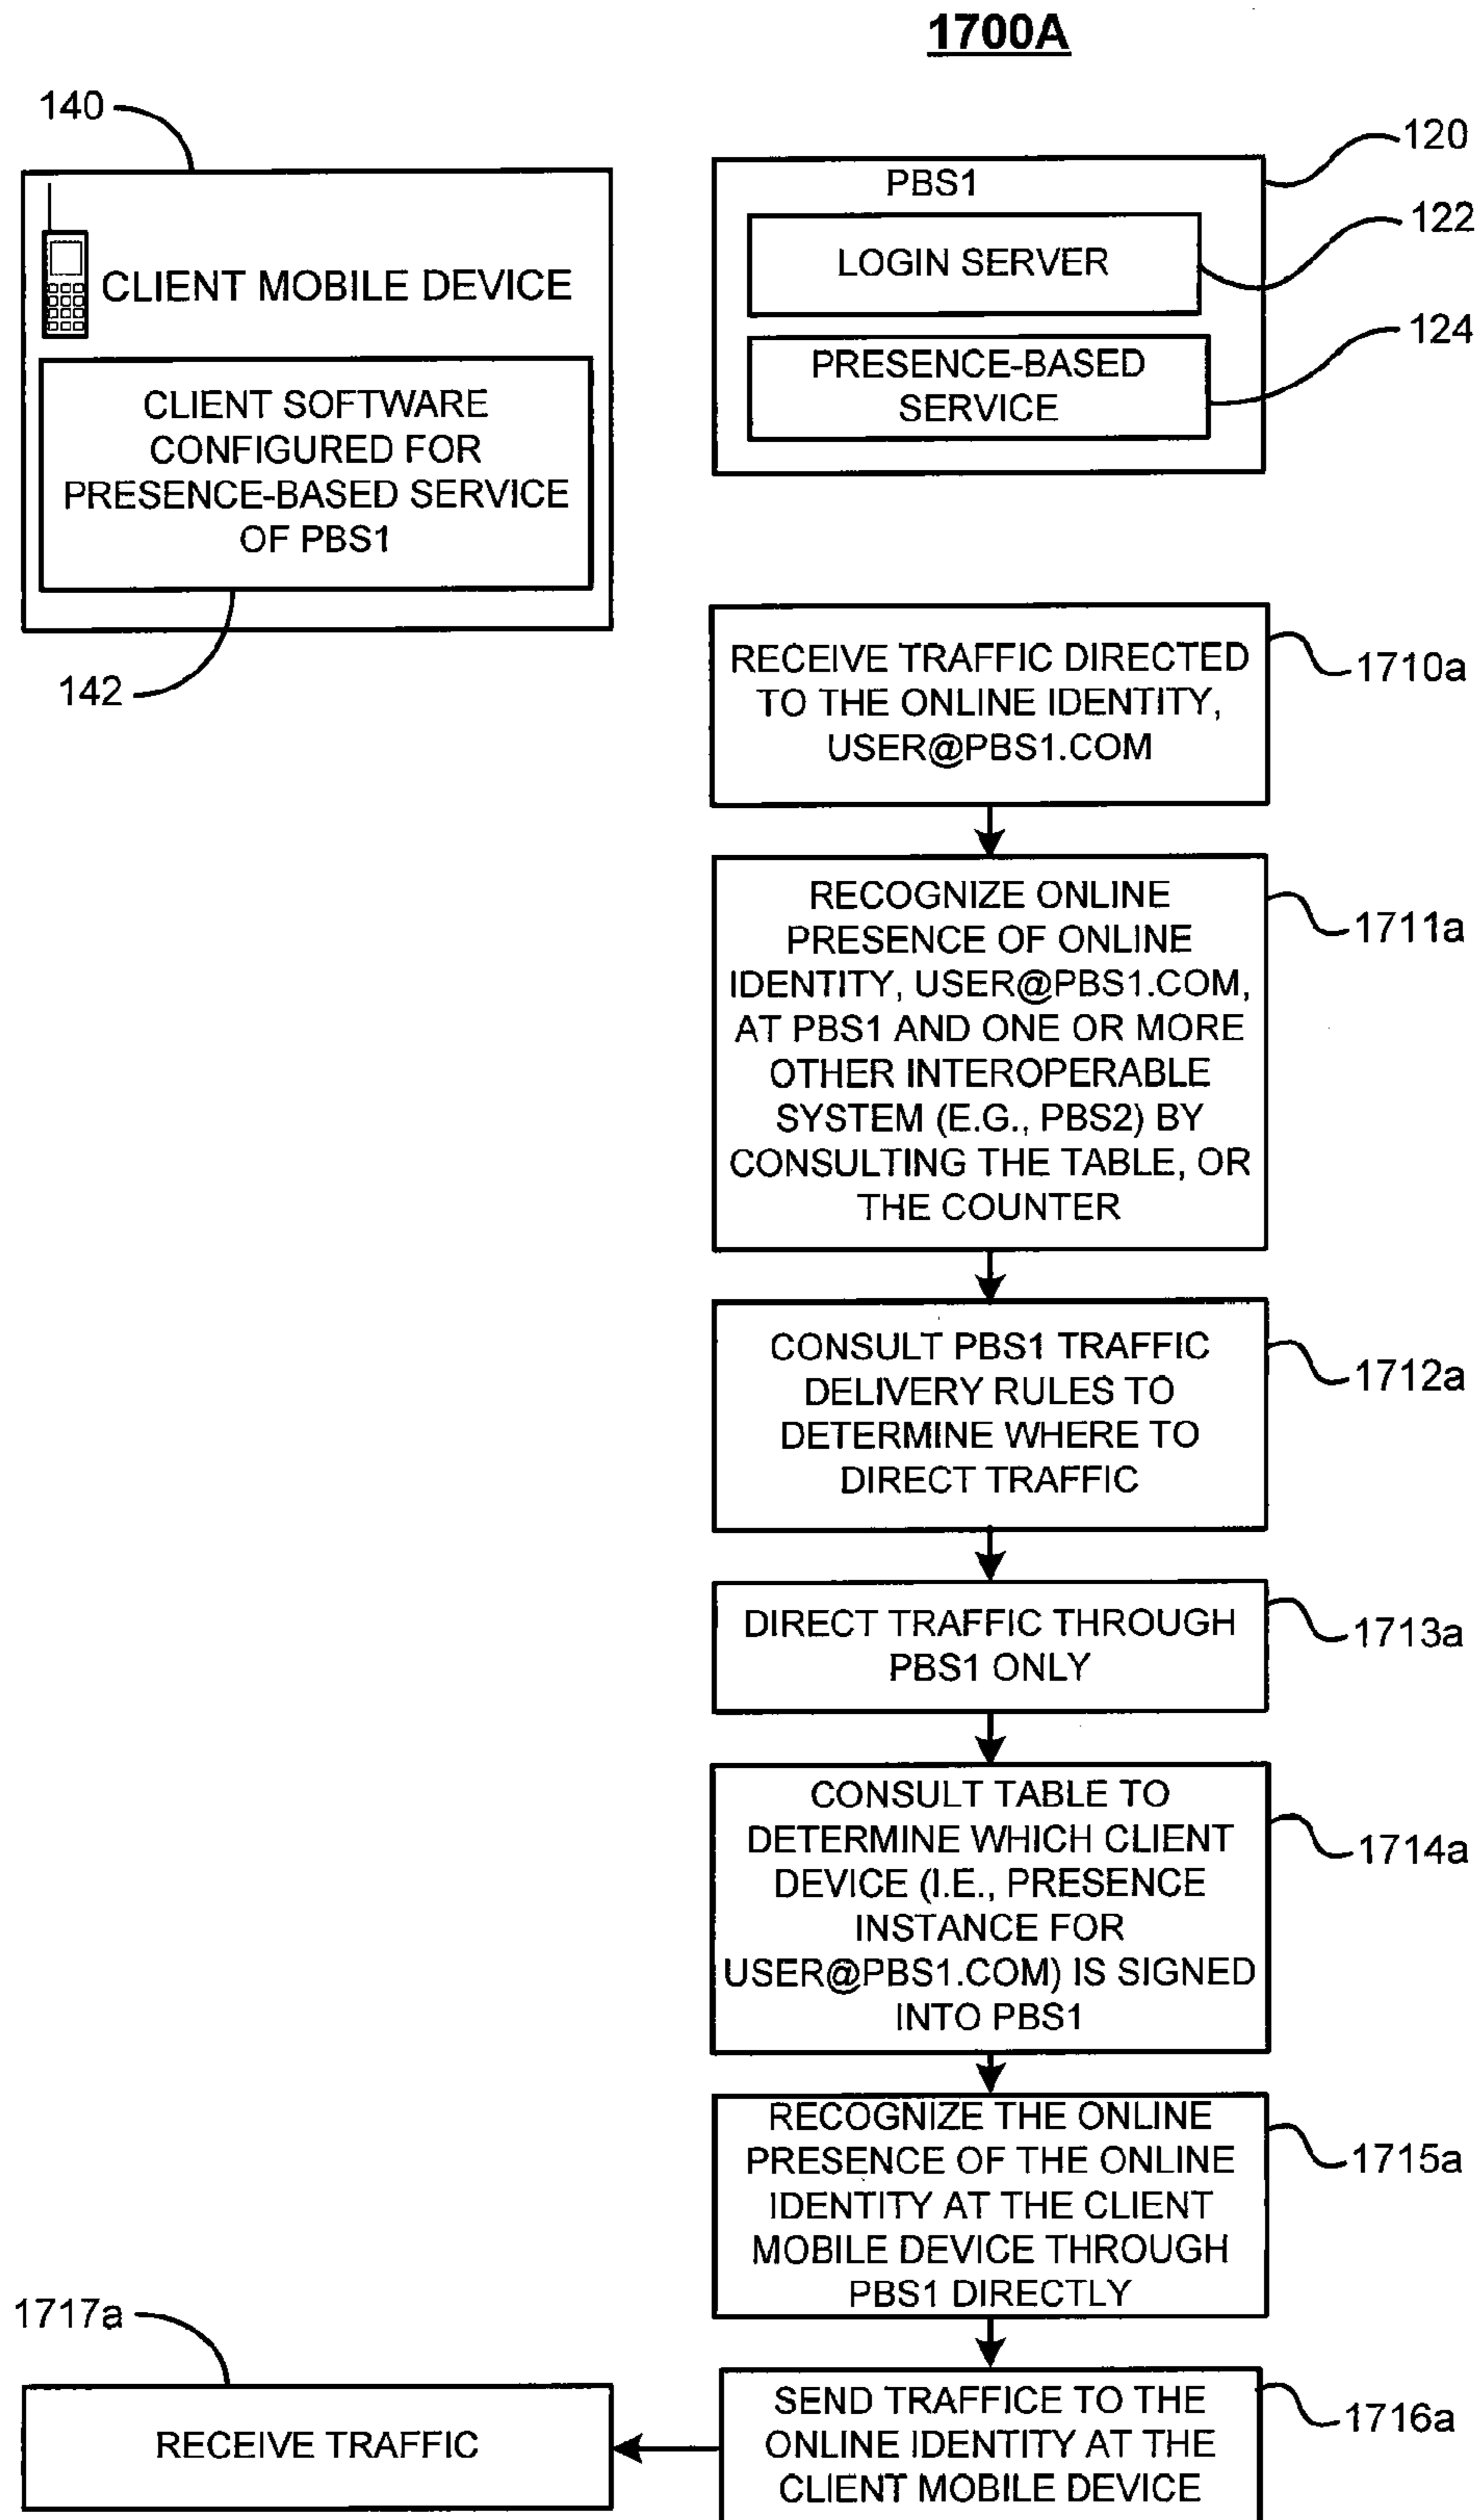 1700A
140
CLIENT MOBILE DEVICE
CLIENT SOFTWARE
CONFIGURED FOR
PRESENCE-BASED SERVICE
OF PBS1
142
PBS1
120
LOGIN SERVER
122
PRESENCE-BASED
SERVICE
124
RECEIVE TRAFFIC DIRECTED
TO THE ONLINE IDENTITY,
USER@PBS1.COM
1710a
RECOGNIZE ONLINE
PRESENCE OF ONLINE
IDENTITY, USER@PBS1.COM,
AT PBS1 AND ONE OR MORE
OTHER INTEROPERABLE
SYSTEM (E.G., PBS2) BY
CONSULTING THE TABLE, OR
THE COUNTER
1711a
CONSULT PBS1 TRAFFIC
DELIVERY RULES TO
DETERMINE WHERE TO
DIRECT TRAFFIC
1712a
DIRECT TRAFFIC THROUGH
PBS1 ONLY
1713a
CONSULT TABLE TO
DETERMINE WHICH CLIENT
DEVICE (I.E., PRESENCE
INSTANCE FOR
USER@PBS1.COM) IS SIGNED
INTO PBS1
1714a
RECOGNIZE THE ONLINE
PRESENCE OF THE ONLINE
IDENTITY AT THE CLIENT
MOBILE DEVICE THROUGH
PBS1 DIRECTLY
1715a
SEND TRAFFICE TO THE
ONLINE IDENTITY AT THE
CLIENT MOBILE DEVICE
1716a
1717a
RECEIVE TRAFFIC